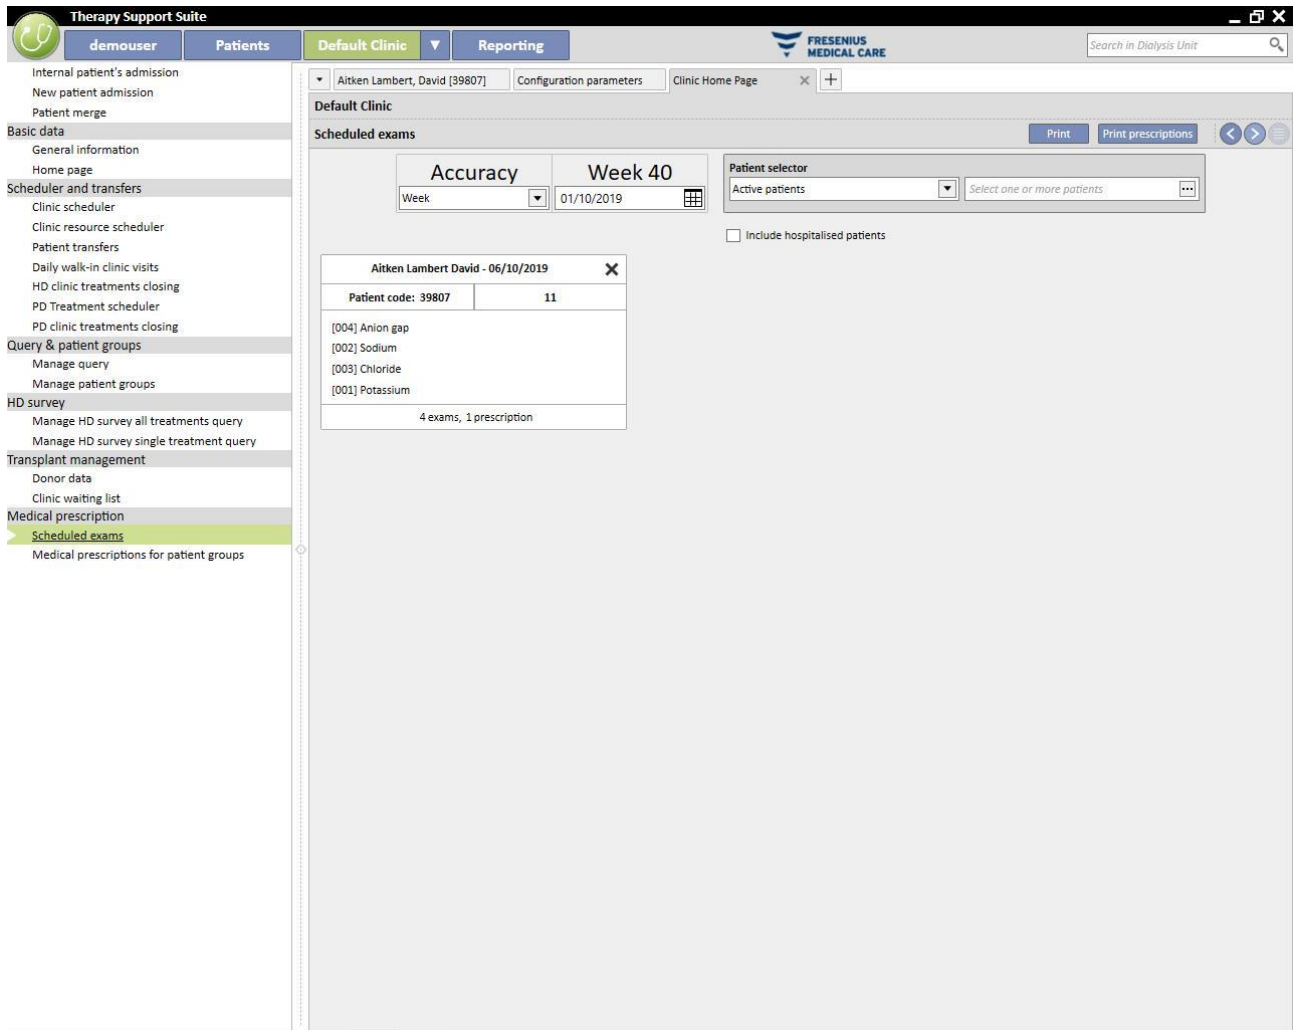 Therapy Support Suite
demouser
Patients
Default Clinic
Reporting
FRESENIUS
MEDICAL CARE
Search in Dialysis Unit
Internal patient's admission
New patient admission
Patient merge
Basic data
General information
Home page
Scheduler and transfers
Clinic scheduler
Clinic resource scheduler
Patient transfers
Daily walk-in clinic visits
HD clinic treatments closing
PD Treatment scheduler
PD clinic treatments closing
Query & patient groups
Manage query
Manage patient groups
HD survey
Manage HD survey all treatments query
Manage HD survey single treatment query
Transplant management
Donor data
Clinic waiting list
Medical prescription
Scheduled exams
Medical prescriptions for patient groups
Aitken Lambert, David [39807]
Configuration parameters
Clinic Home Page
Default Clinic
Scheduled exams
Print
Print prescriptions
Accuracy
Week 40
Week
01/10/2019
Patient selector
Active patients
Select one or more patients
Include hospitalised patients
Aitken Lambert David - 06/10/2019
Patient code: 39807
11
[004] Anion gap
[002] Sodium
[003] Chloride
[001] Potassium
4 exams, 1 prescription